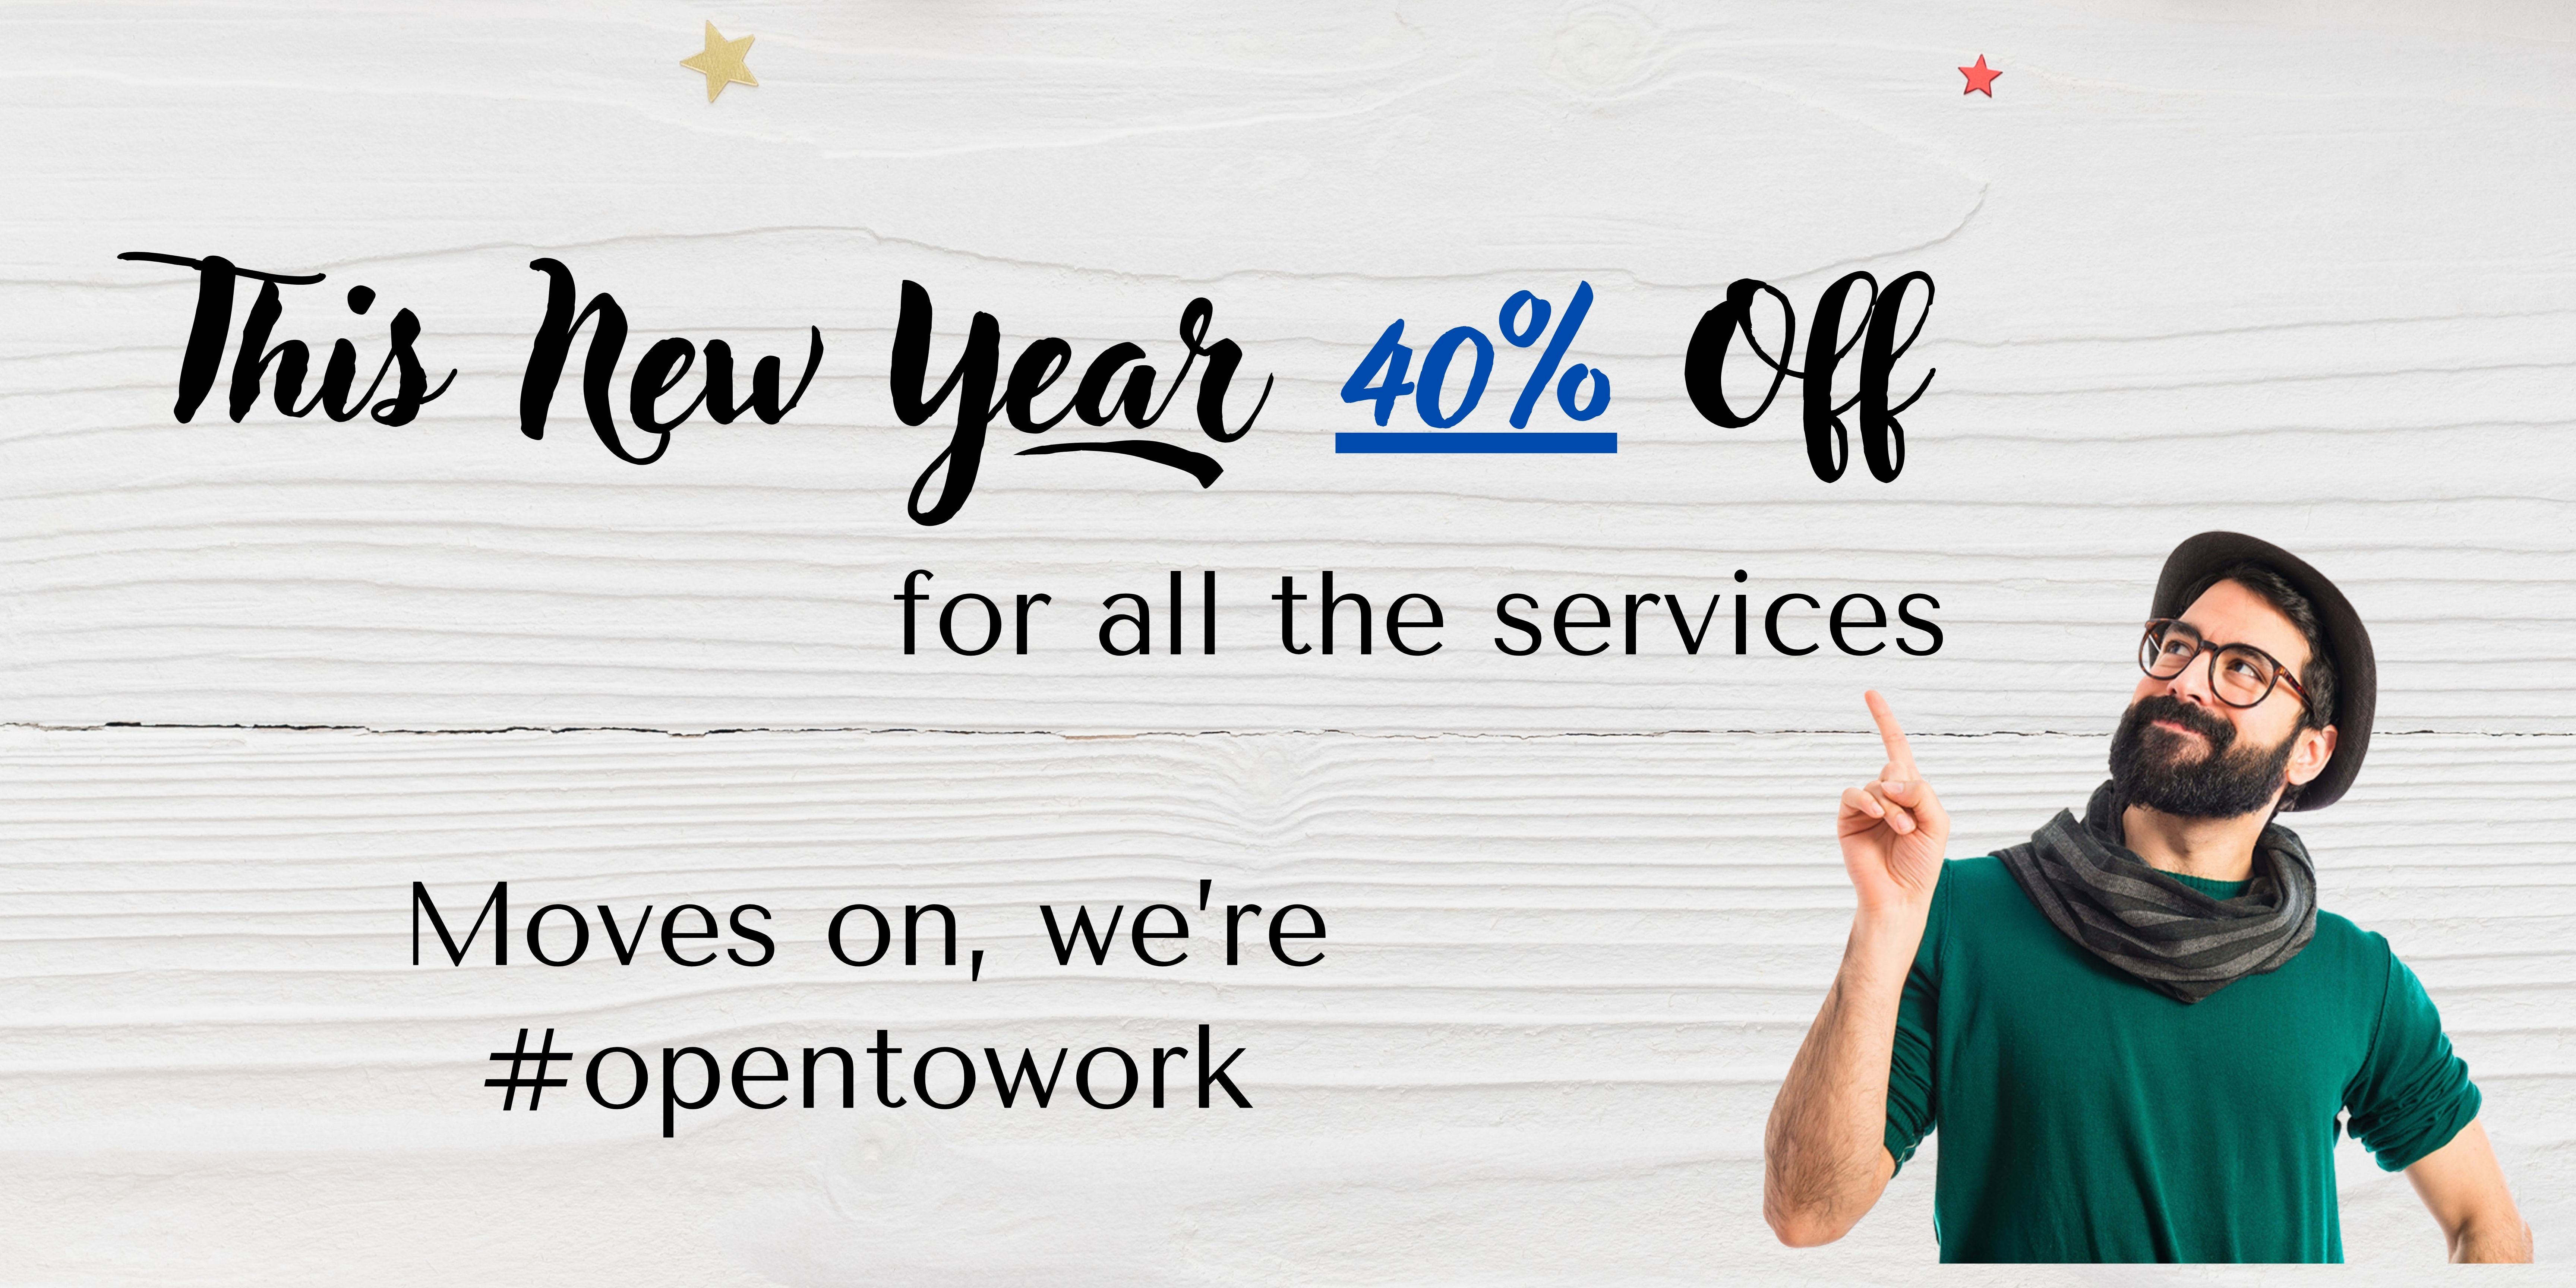 This New Year 40% Off
for all the services
Moves on, we're
#opentowork